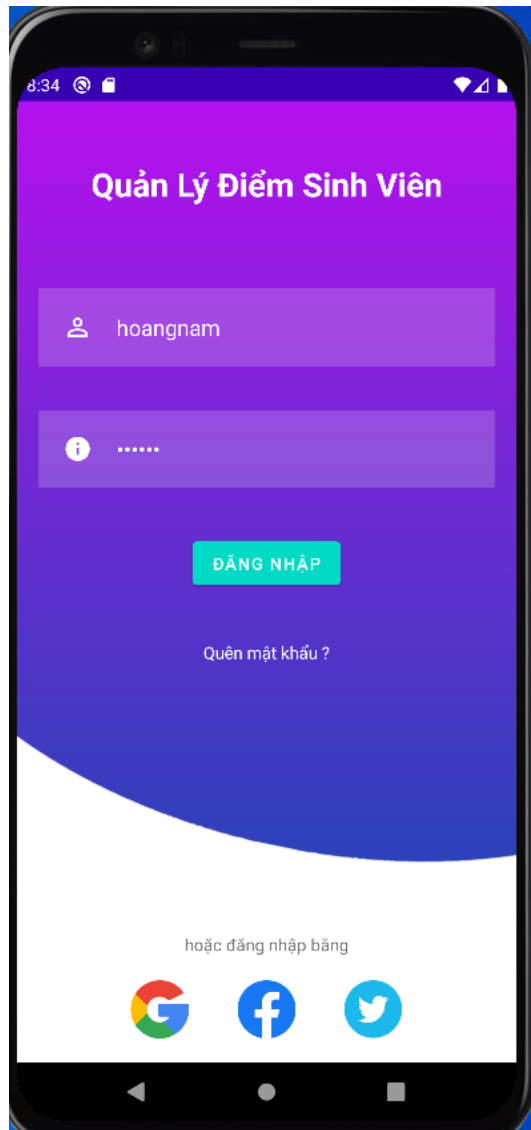 8:34
Quản Lý Điểm Sinh Viên
hoangnam
••••••
ĐĂNG NHẬP
Quên mật khẩu ?
hoặc đăng nhập bằng